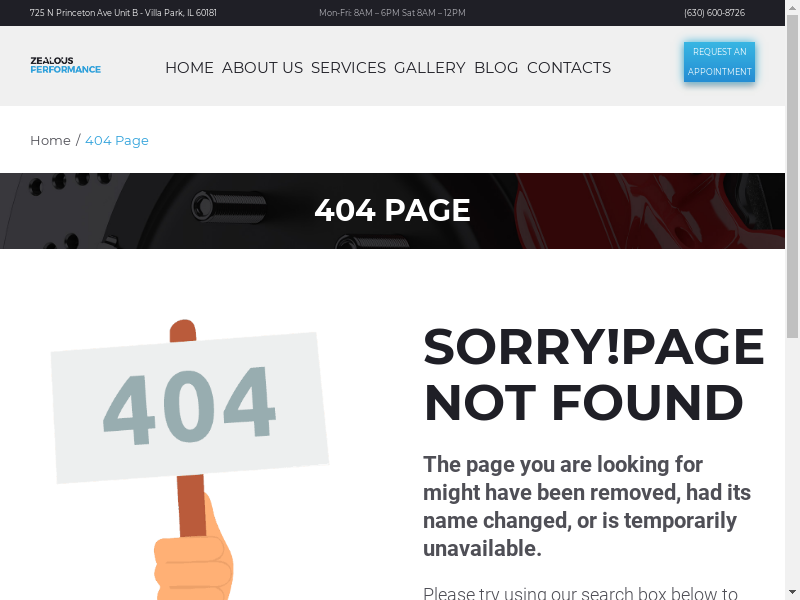 725 N Princeton Ave Unit B - Villa Park, IL 60181
Mon-Fri: 8AM – 6PM Sat 8AM – 12PM
(630) 600-8726
ZEALOUS
PERFORMANCE
HOME ABOUT US SERVICES GALLERY BLOG CONTACTS
REQUEST AN
APPOINTMENT
Home / 404 Page
404 PAGE
404
SORRY!PAGE
NOT FOUND
The page you are looking for
might have been removed, had its
name changed, or is temporarily
unavailable.
Please try using our search box below to